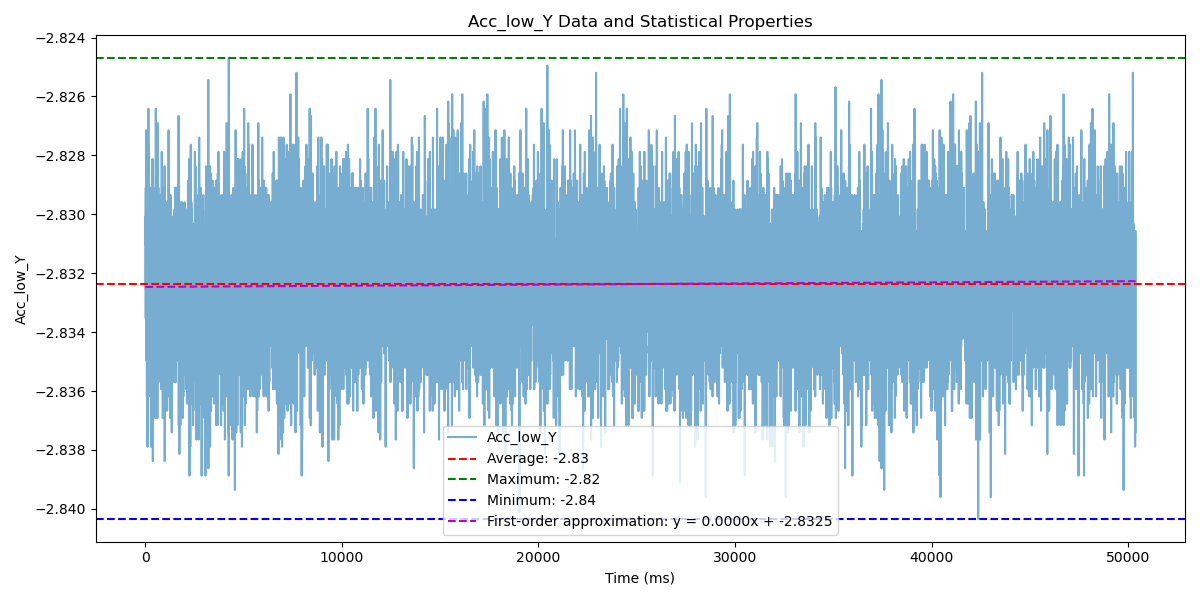 Acc_low_Y Data and Statistical Properties
−2.824
−2.826
−2.828
−2.830
−2.832
−2.834
−2.836
−2.838
−2.840
Acc_low_Y
Acc_low_Y
Average: -2.83
Maximum: -2.82
Minimum: -2.84
First-order approximation: y = 0.0000x + -2.8325
0 10000 20000 30000 40000 50000
Time (ms)